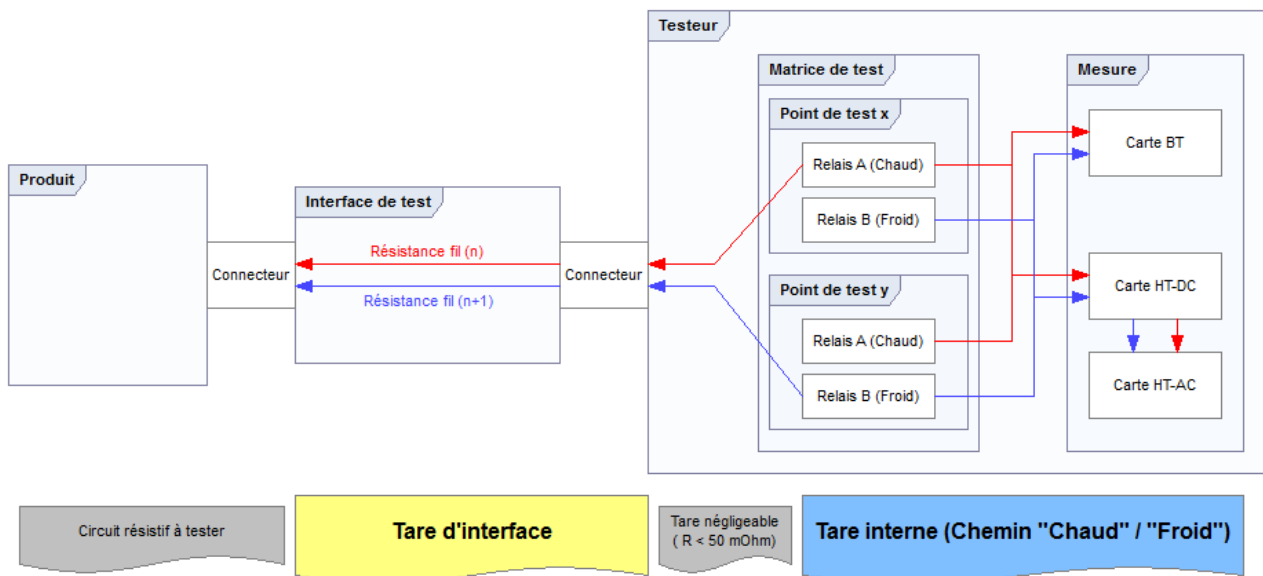 Testeur
Matrice de test
Mesure
Point de test x
Relais A (Chaud)
Carte BT
Produit
Interface de test
Relais B (Froid)
Résistance fil (n)
Connecteur
Connecteur
Résistance fil (n+1)
Point de test y
Carte HT-DC
Relais A (Chaud)
Relais B (Froid)
Carte HT-AC
Circuit résistif à tester
Tare d'interface
Tare négligeable
( R < 50 mOhm)
Tare interne (Chemin "Chaud" / "Froid")